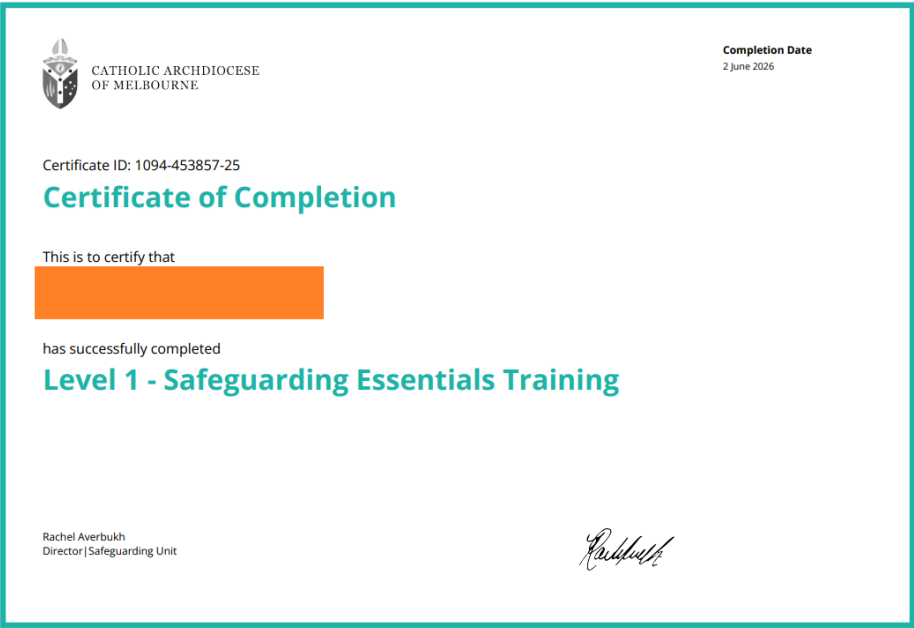 CATHOLIC ARCHDIOCESE
OF MELBOURNE
Completion Date
2 June 2026
Certificate ID: 1094-453857-25
Certificate of Completion
This is to certify that
has successfully completed
Level 1 - Safeguarding Essentials Training
Rachel Averbukh
Director|Safeguarding Unit